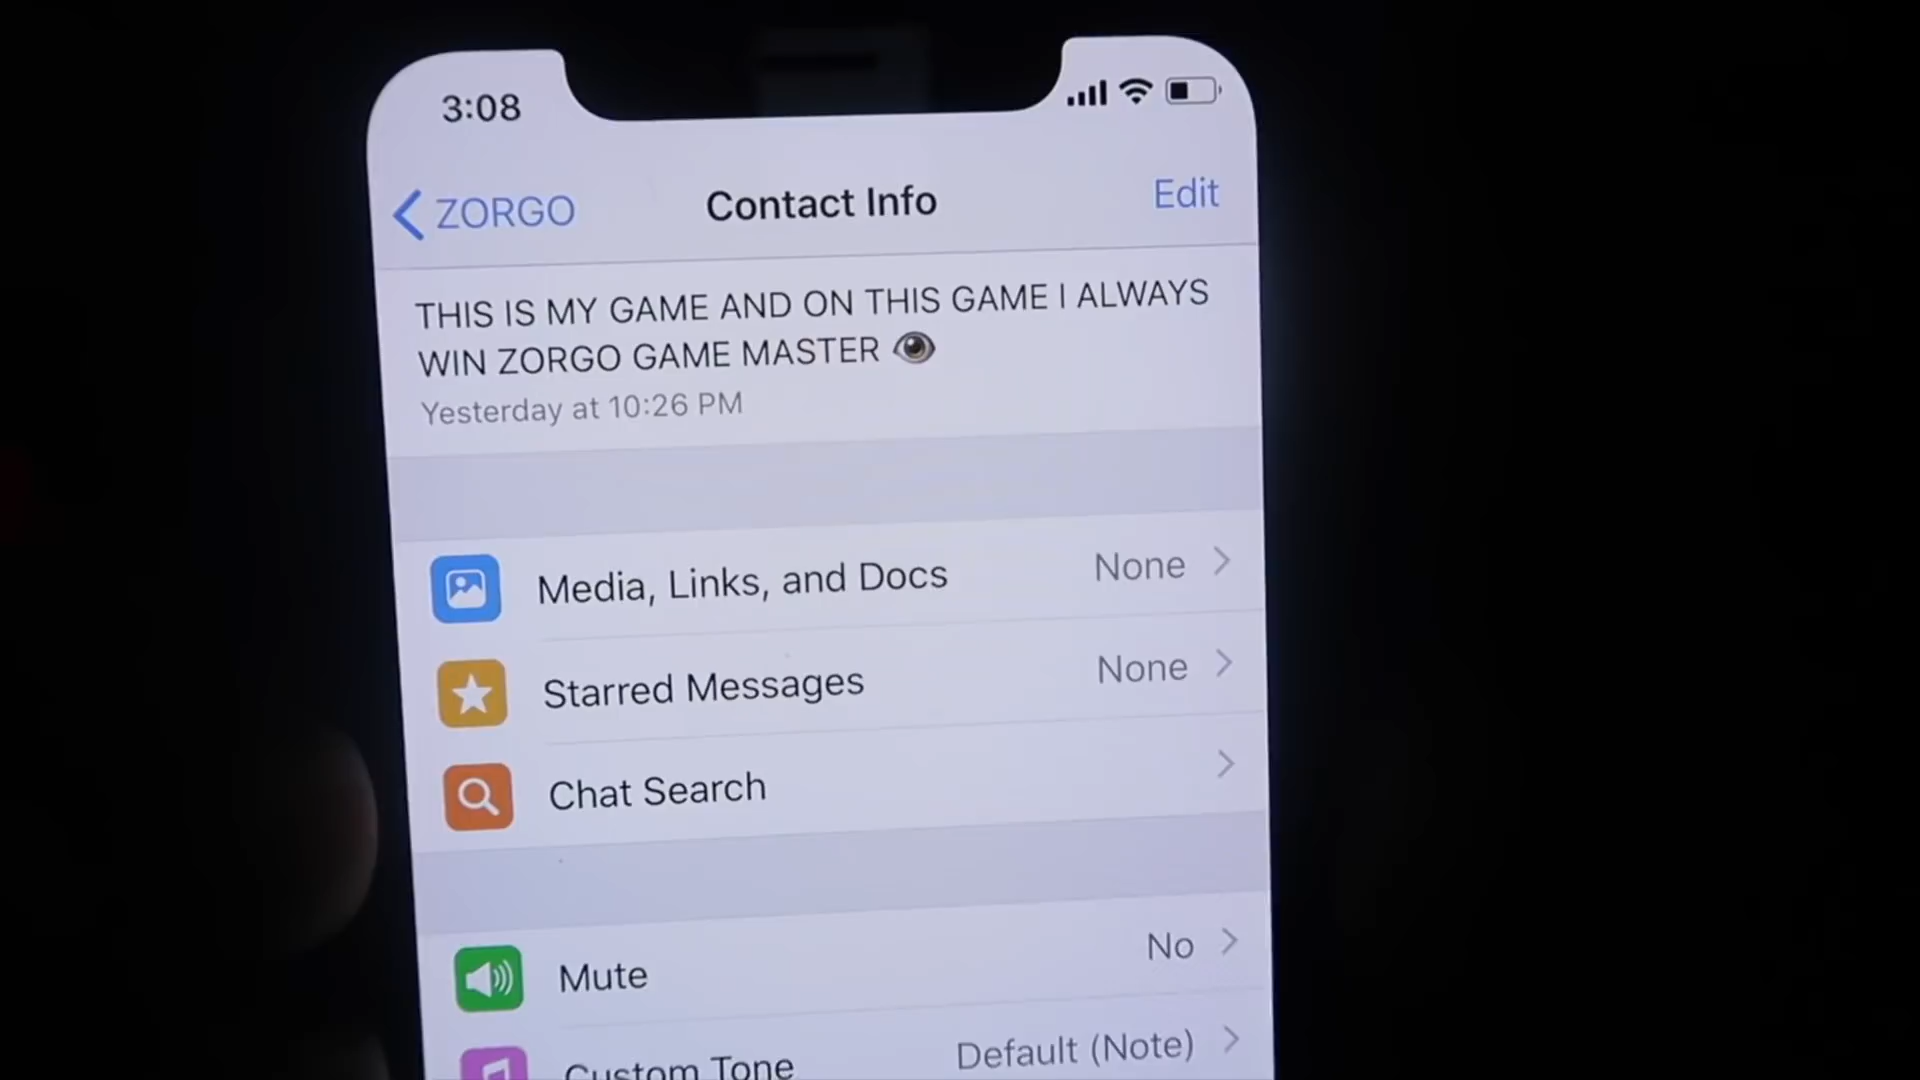 3:08
ZORGO
Contact Info
Edit
THIS IS MY GAME AND ON THIS GAME I ALWAYS
WIN ZORGO GAME MASTER 👁
Yesterday at 10:26 PM
Media, Links, and Docs
None
Starred Messages
None
Chat Search
Mute
No
Custom Tone
Default (Note)